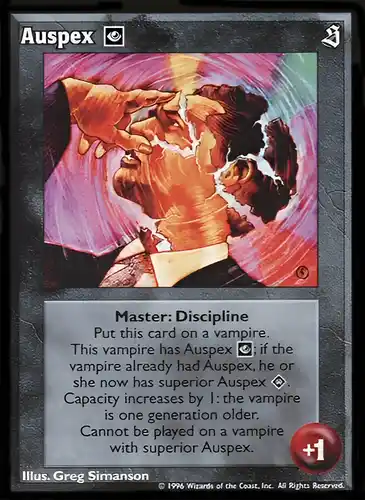 Auspex
Master: Discipline
Put this card on a vampire.
This vampire has Auspex; if the
vampire already had Auspex, he or
she now has superior Auspex.
Capacity increases by 1: the vampire
is one generation older.
Cannot be played on a vampire
with superior Auspex.
+1
Illus. Greg Simanson
© 1996 Wizards of the Coast, Inc. All Rights Reserved.